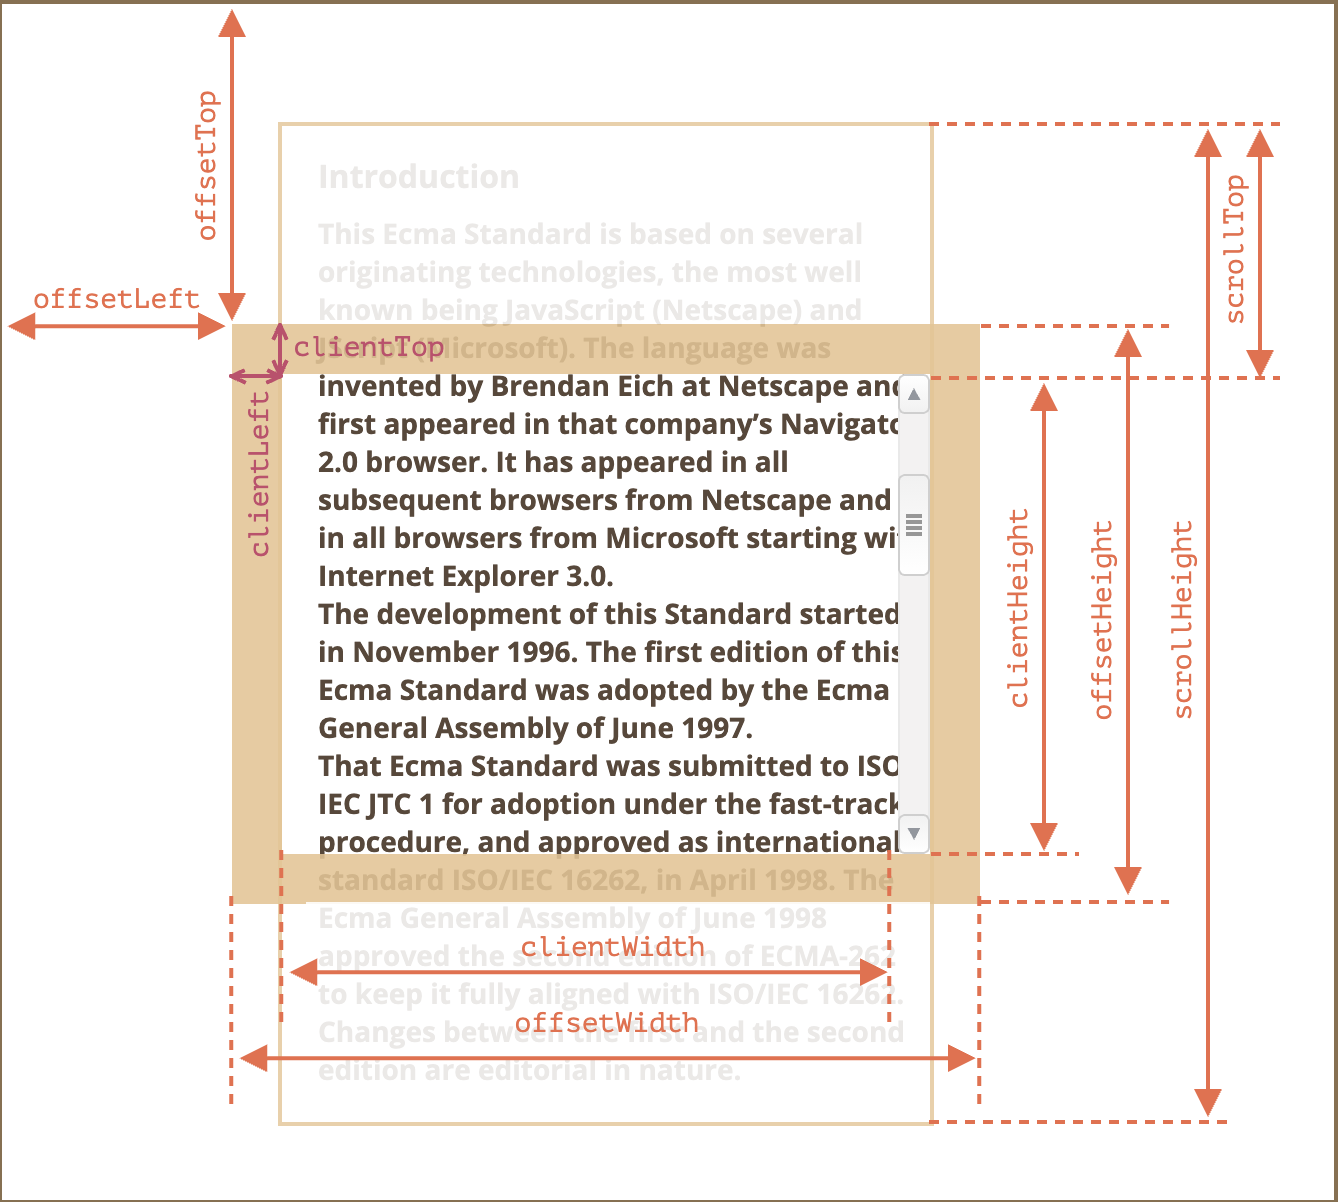 offsetTop
offsetLeft
Introduction
This Ecma Standard is based on several
originating technologies, the most well
known being JavaScript (Netscape) and
JScript (Microsoft). The language was
clientTop
clientLeft
invented by Brendan Eich at Netscape and
first appeared in that company’s Navigato
2.0 browser. It has appeared in all
subsequent browsers from Netscape and
in all browsers from Microsoft starting wi
Internet Explorer 3.0.
The development of this Standard started
in November 1996. The first edition of this
Ecma Standard was adopted by the Ecma
General Assembly of June 1997.
That Ecma Standard was submitted to ISO
IEC JTC 1 for adoption under the fast-track
procedure, and approved as international
standard ISO/IEC 16262, in April 1998. The
Ecma General Assembly of June 1998
approved the second edition of ECMA-262
to keep it fully aligned with ISO/IEC 16262.
Changes between the first and the second
edition are editorial in nature.
clientWidth
offsetWidth
clientHeight
offsetHeight
scrollHeight
scrollTop